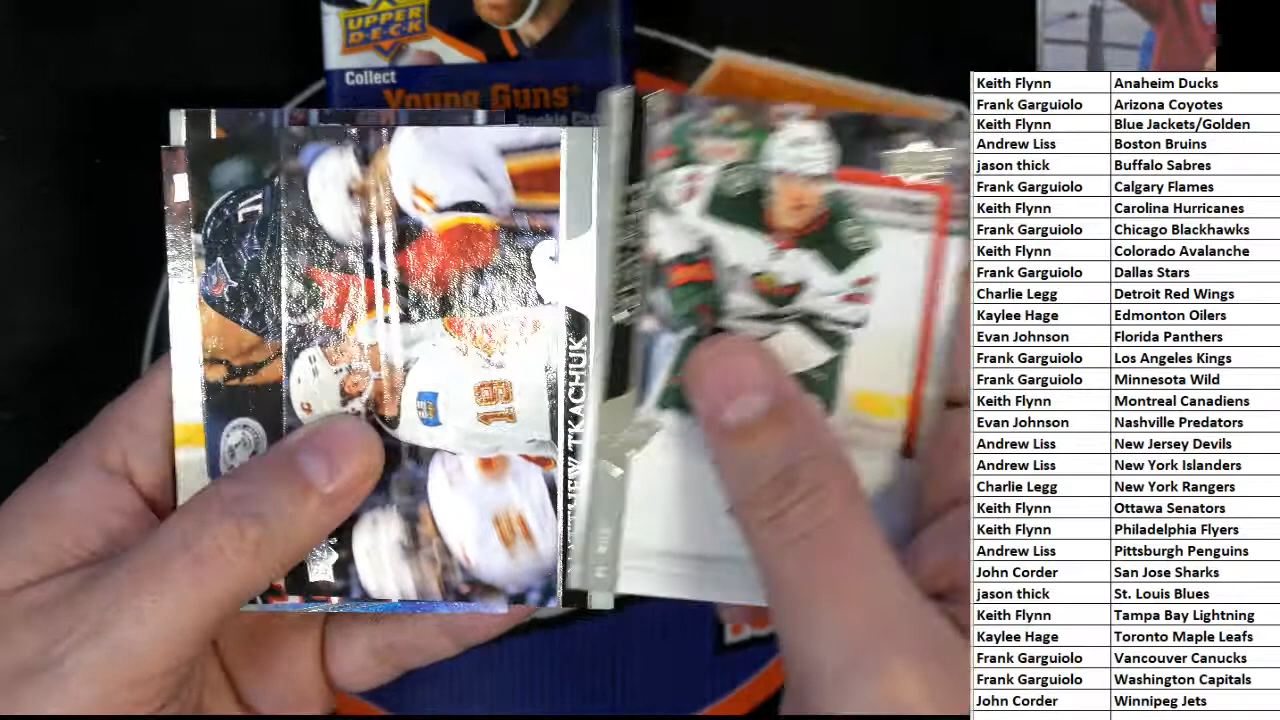 UPPER
D·E·C·K
Collect
Young Guns
MATTHEW TKACHUK
19
Keith Flynn Anaheim Ducks
Frank Garguiolo Arizona Coyotes
Keith Flynn Blue Jackets/Golden
Andrew Liss Boston Bruins
jason thick Buffalo Sabres
Frank Garguiolo Calgary Flames
Keith Flynn Carolina Hurricanes
Frank Garguiolo Chicago Blackhawks
Keith Flynn Colorado Avalanche
Frank Garguiolo Dallas Stars
Charlie Legg Detroit Red Wings
Kaylee Hage Edmonton Oilers
Evan Johnson Florida Panthers
Frank Garguiolo Los Angeles Kings
Frank Garguiolo Minnesota Wild
Keith Flynn Montreal Canadiens
Evan Johnson Nashville Predators
Andrew Liss New Jersey Devils
Andrew Liss New York Islanders
Charlie Legg New York Rangers
Keith Flynn Ottawa Senators
Keith Flynn Philadelphia Flyers
Andrew Liss Pittsburgh Penguins
John Corder San Jose Sharks
jason thick St. Louis Blues
Keith Flynn Tampa Bay Lightning
Kaylee Hage Toronto Maple Leafs
Frank Garguiolo Vancouver Canucks
Frank Garguiolo Washington Capitals
John Corder Winnipeg Jets